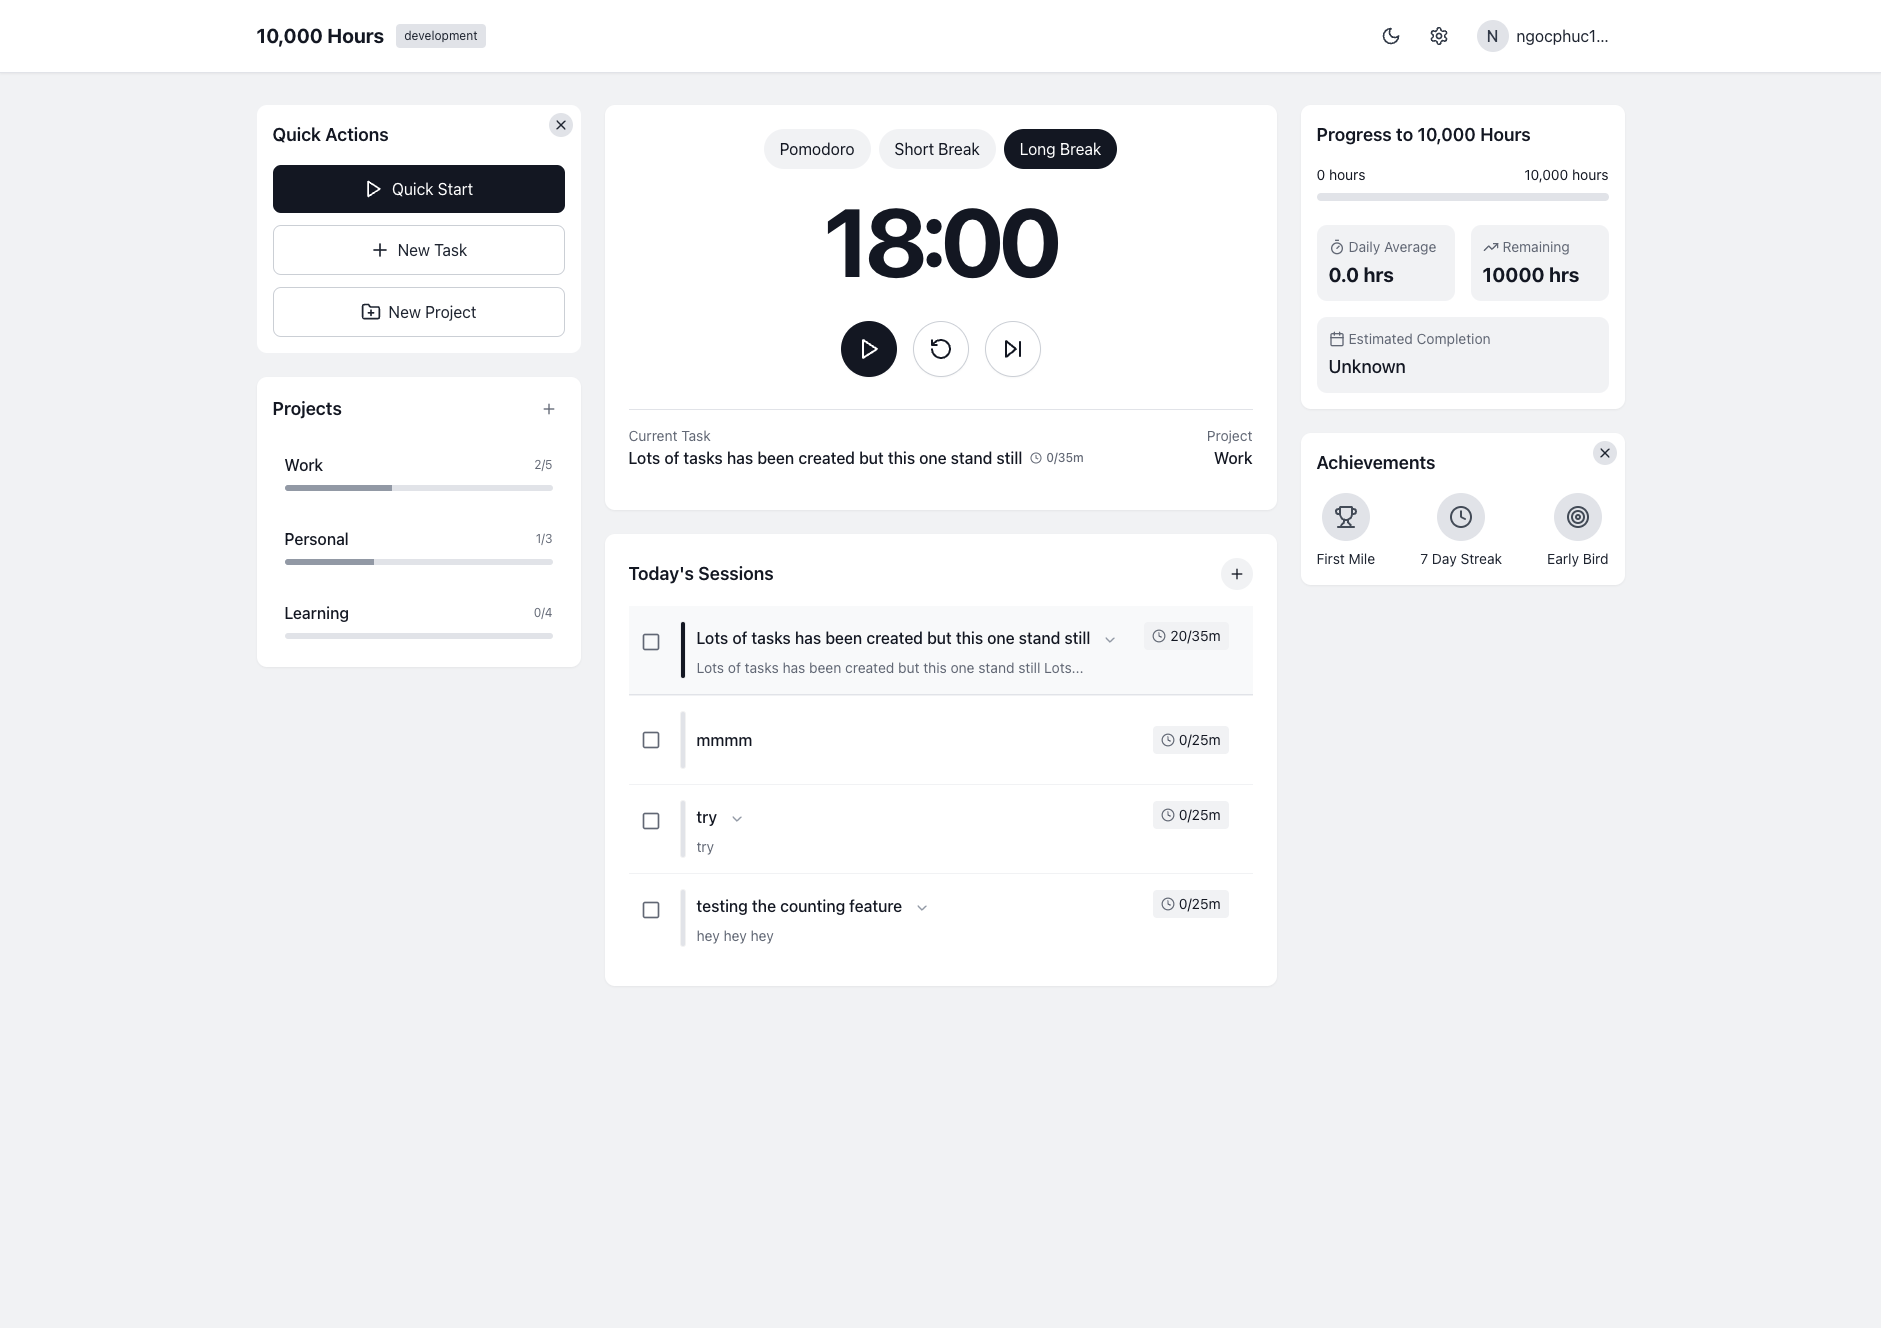 10,000 Hours development
N ngocphuc1...
Quick Actions
Quick Start
New Task
New Project
Projects
Work 2/5
Personal 1/3
Learning 0/4
Pomodoro Short Break Long Break
18:00
Current Task Project
Lots of tasks has been created but this one stand still 0/35m Work
Today's Sessions
Lots of tasks has been created but this one stand still 20/35m
Lots of tasks has been created but this one stand still Lots...
mmmm 0/25m
try 0/25m
try
testing the counting feature 0/25m
hey hey hey
Progress to 10,000 Hours
0 hours 10,000 hours
Daily Average Remaining
0.0 hrs 10000 hrs
Estimated Completion
Unknown
Achievements
First Mile 7 Day Streak Early Bird